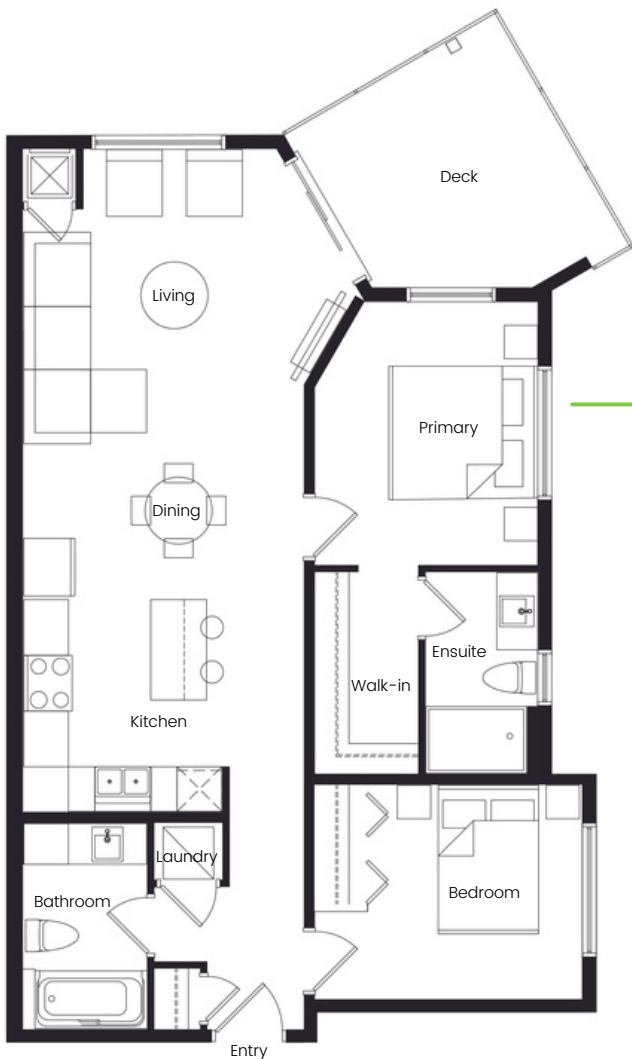 Deck
Living
Primary
Dining
Ensuite
Walk-in
Kitchen
Laundry
Bedroom
Bathroom
Entry